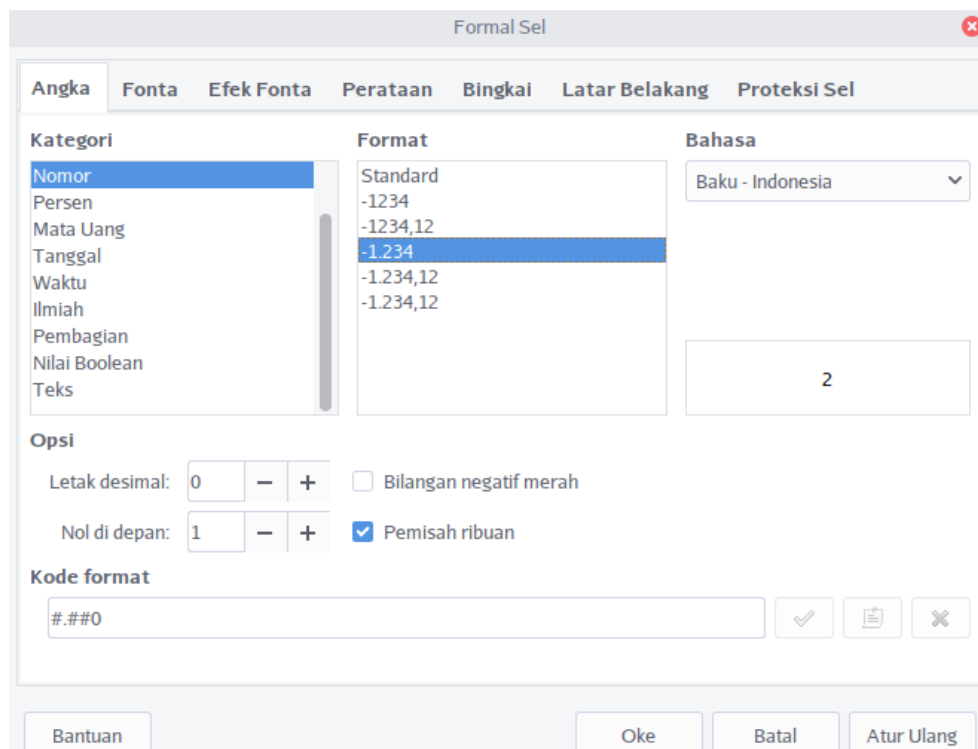 Formal Sel
Angka Fonta Efek Fonta Perataan Bingkai Latar Belakang Proteksi Sel
Kategori
Nomor
Persen
Mata Uang
Tanggal
Waktu
Ilmiah
Pembagian
Nilai Boolean
Teks
Format
Standard
-1234
-1234,12
-1.234
-1.234,12
-1.234,12
Bahasa
Baku - Indonesia
2
Opsi
Letak desimal: 0 − + Bilangan negatif merah
Nol di depan: 1 − + Pemisah ribuan
Kode format
#.##0
Bantuan Oke Batal Atur Ulang